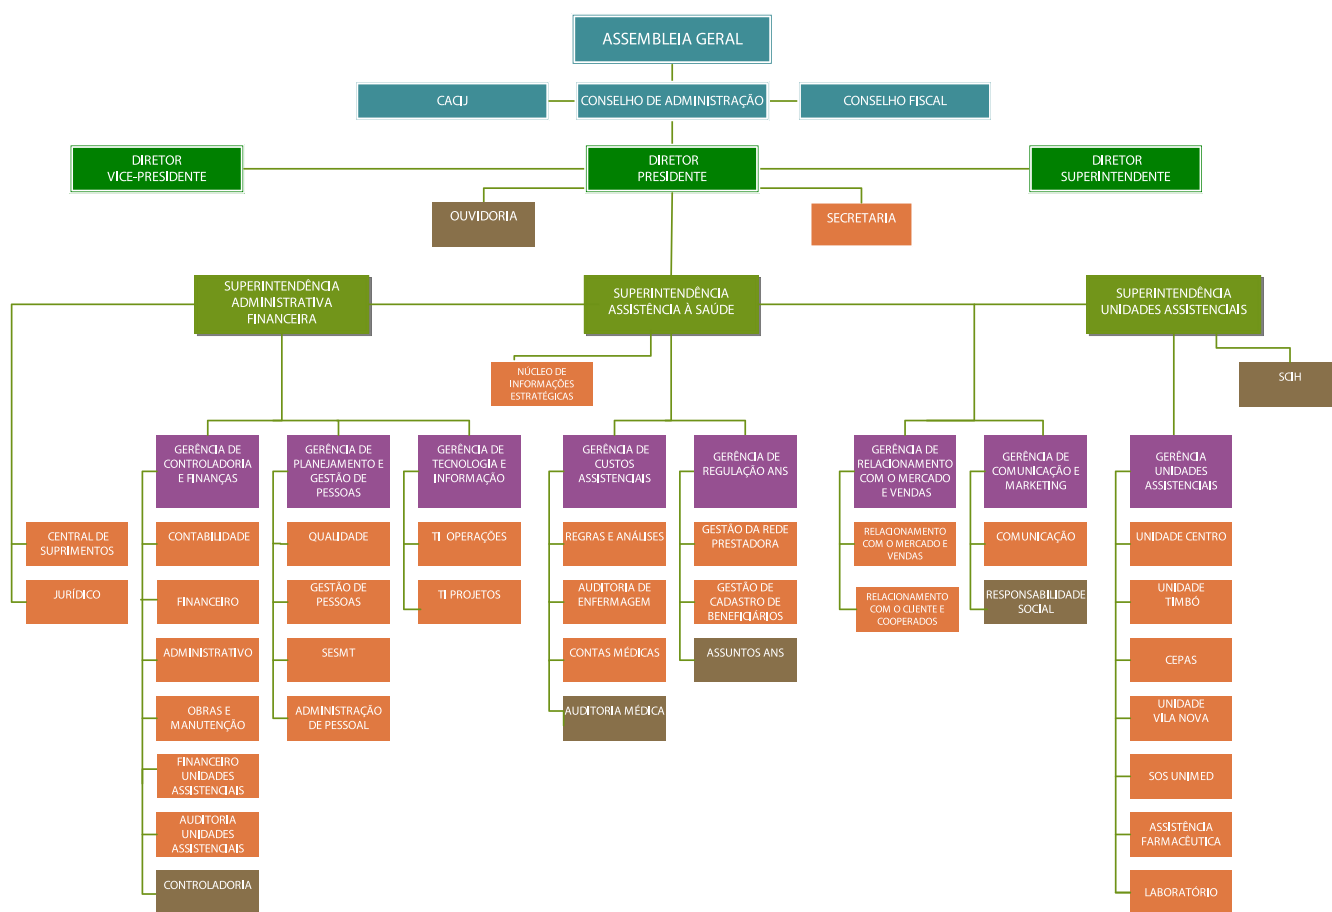 ASSEMBLEIA GERAL
CACIJ
CONSELHO DE ADMINISTRAÇÃO
CONSELHO FISCAL
DIRETOR
VICE-PRESIDENTE
DIRETOR
PRESIDENTE
DIRETOR
SUPERINTENDENTE
OUVIDORIA
SECRETARIA
SUPERINTENDÊNCIA
ADMINISTRATIVA
FINANCEIRA
SUPERINTENDÊNCIA
ASSISTÊNCIA À SAÚDE
SUPERINTENDÊNCIA
UNIDADES ASSISTENCIAIS
NÚCLEO DE
INFORMAÇÕES
ESTRATÉGICAS
SCIH
GERÊNCIA DE
CONTROLADORIA
E FINANÇAS
GERÊNCIA DE
PLANEJAMENTO E
GESTÃO DE
PESSOAS
GERÊNCIA DE
TECNOLOGIA E
INFORMAÇÃO
GERÊNCIA DE
CUSTOS
ASSISTENCIAIS
GERÊNCIA DE
REGULAÇÃO ANS
GERÊNCIA DE
RELACIONAMENTO
COM O MERCADO
E VENDAS
GERÊNCIA DE
COMUNICAÇÃO E
MARKETING
GERÊNCIA
UNIDADES
ASSISTENCIAIS
CENTRAL DE
SUPRIMENTOS
JURÍDICO
CONTABILIDADE
FINANCEIRO
ADMINISTRATIVO
OBRAS E
MANUTENÇÃO
FINANCEIRO
UNIDADES
ASSISTENCIAIS
AUDITORIA
UNIDADES
ASSISTENCIAIS
CONTROLADORIA
QUALIDADE
GESTÃO DE
PESSOAS
SESMT
ADMINISTRAÇÃO
DE PESSOAL
TI OPERAÇÕES
TI PROJETOS
REGRAS E ANÁLISES
AUDITORIA DE
ENFERMAGEM
CONTAS MÉDICAS
AUDITORIA MÉDICA
GESTÃO DA REDE
PRESTADORA
GESTÃO DE
CADASTRO DE
BENEFICIÁRIOS
ASSUNTOS ANS
RELACIONAMENTO
COM O MERCADO E
VENDAS
RELACIONAMENTO
COM O CLIENTE E
COOPERADOS
COMUNICAÇÃO
RESPONSABILIDADE
SOCIAL
UNIDADE CENTRO
UNIDADE
TIMBÓ
CEPAS
UNIDADE
VILA NOVA
SOS UNIMED
ASSISTÊNCIA
FARMACÊUTICA
LABORATÓRIO